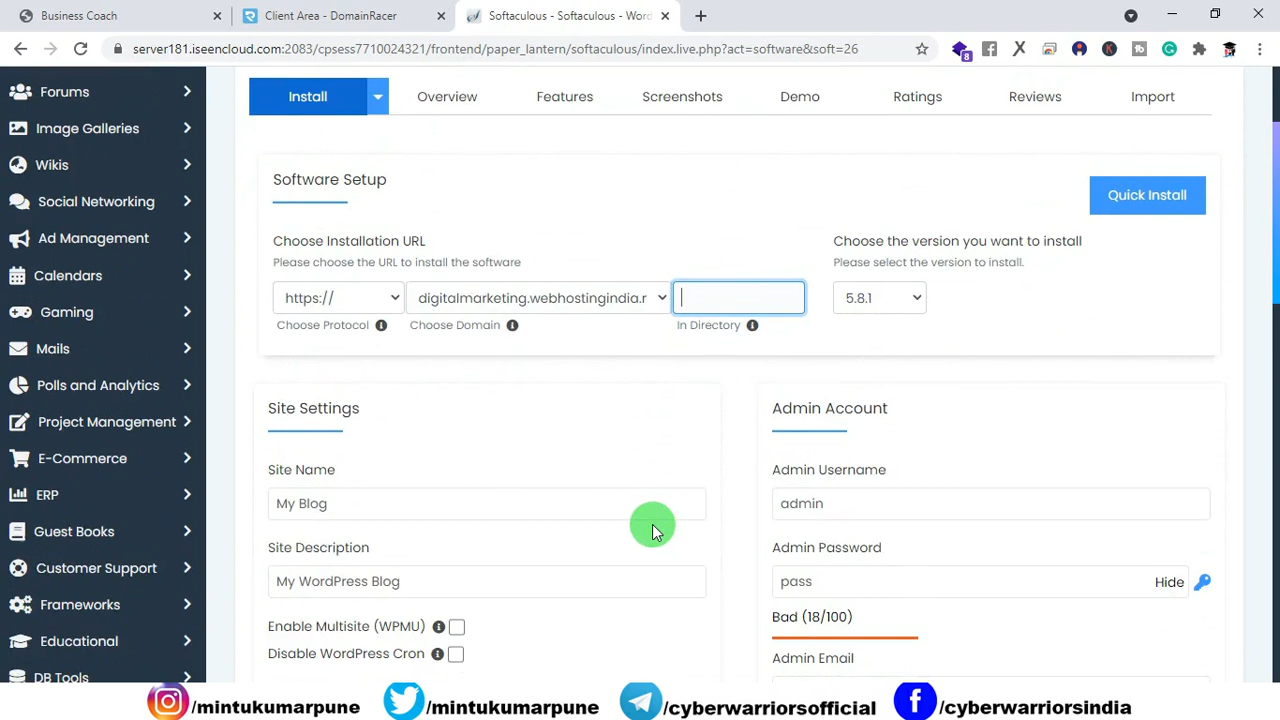 Business Coach
Client Area - DomainRacer
Softaculous - Softaculous - Word
server181.iseencloud.com:2083/cpsess7710024321/frontend/paper_lantern/softaculous/index.live.php?act=software&soft=26
8
Forums
Image Galleries
Wikis
Social Networking
Ad Management
Calendars
Gaming
Mails
Polls and Analytics
Project Management
E-Commerce
ERP
Guest Books
Customer Support
Frameworks
Educational
DB Tools
Install
Overview
Features
Screenshots
Demo
Ratings
Reviews
Import
Software Setup
Quick Install
Choose Installation URL
Please choose the URL to install the software
https://
digitalmarketing.webhostingindia.r
Choose Protocol
Choose Domain
In Directory
Choose the version you want to install
Please select the version to install.
5.8.1
Site Settings
Site Name
My Blog
Site Description
My WordPress Blog
Enable Multisite (WPMU)
Disable WordPress Cron
Admin Account
Admin Username
admin
Admin Password
pass
Hide
Bad (18/100)
Admin Email
/mintukumarpune
/mintukumarpune
/cyberwarriorsofficial
/cyberwarriorsindia